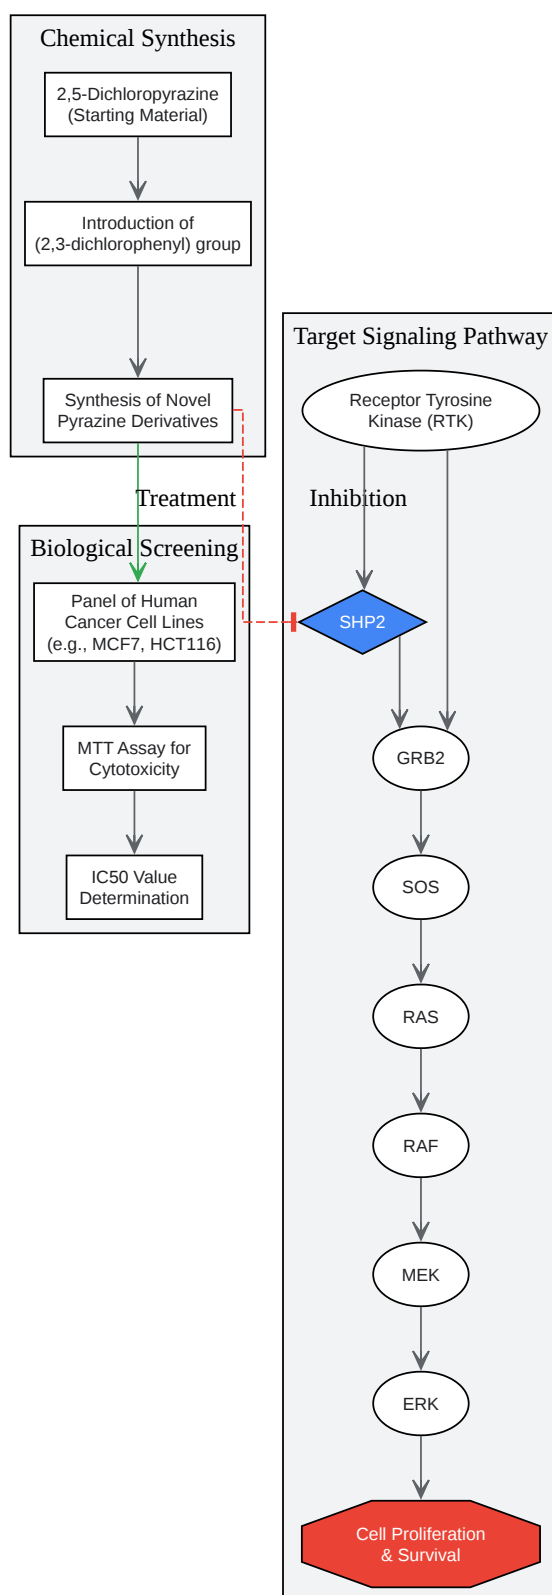 Chemical Synthesis
2,5-Dichloropyrazine
(Starting Material)
Introduction of
(2,3-dichlorophenyl) group
Synthesis of Novel
Pyrazine Derivatives
Treatment
Biological Screening
Panel of Human
Cancer Cell Lines
(e.g., MCF7, HCT116)
MTT Assay for
Cytotoxicity
IC50 Value
Determination
Target Signaling Pathway
Receptor Tyrosine
Kinase (RTK)
Inhibition
SHP2
GRB2
SOS
RAS
RAF
MEK
ERK
Cell Proliferation
& Survival